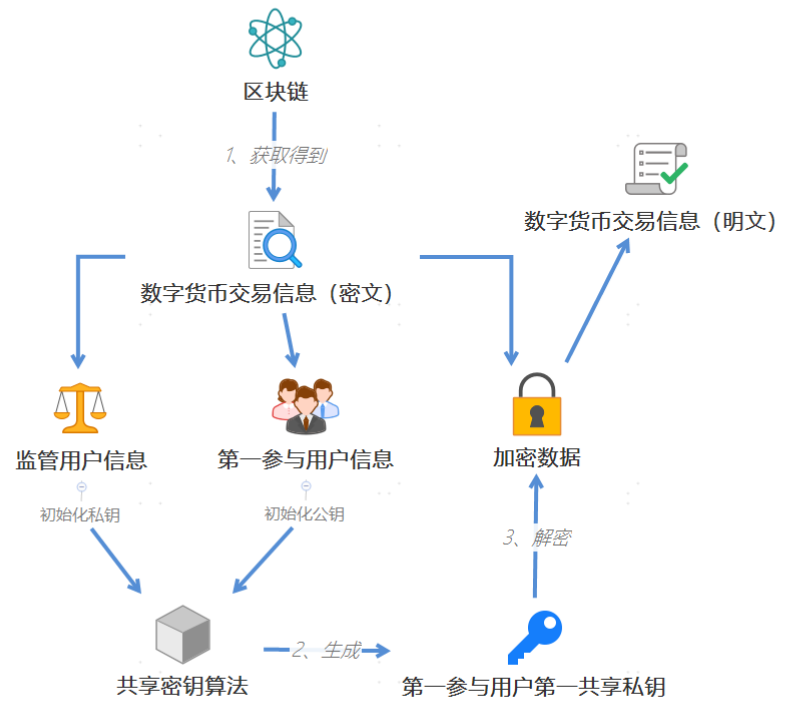 区块链
1、获取得到
数字货币交易信息（明文）
数字货币交易信息（密文）
监管用户信息
第一参与用户信息
加密数据
初始化私钥
初始化公钥
3、解密
2、生成
共享密钥算法
第一参与用户第一共享私钥